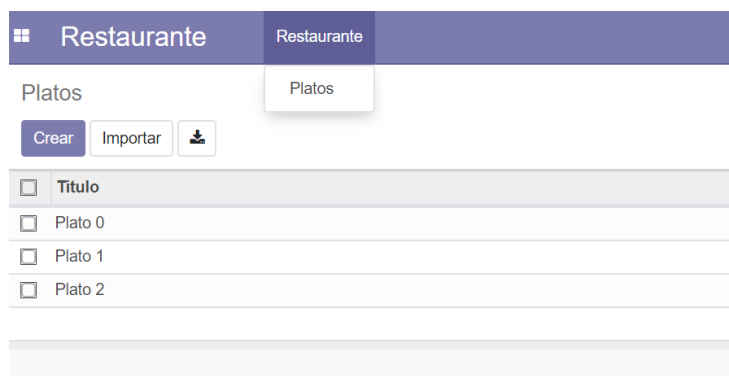 Restaurante Restaurante
Platos
Platos
Crear Importar
Titulo
Plato 0
Plato 1
Plato 2